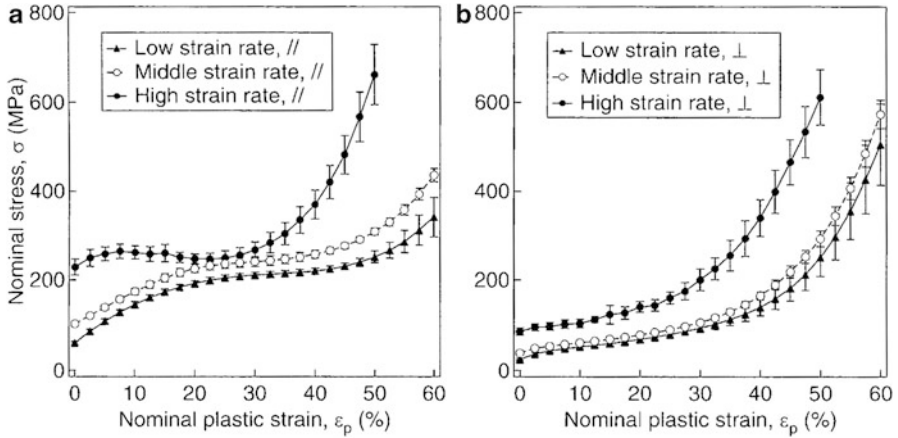 a
800
600
400
200
0
Nominal stress, σ (MPa)
Low strain rate, //
Middle strain rate, //
High strain rate, //
0 10 20 30 40 50 60
Nominal plastic strain, εp (%)
b
800
600
400
200
0
Low strain rate, ⊥
Middle strain rate, ⊥
High strain rate, ⊥
0 10 20 30 40 50 60
Nominal plastic strain, εp (%)